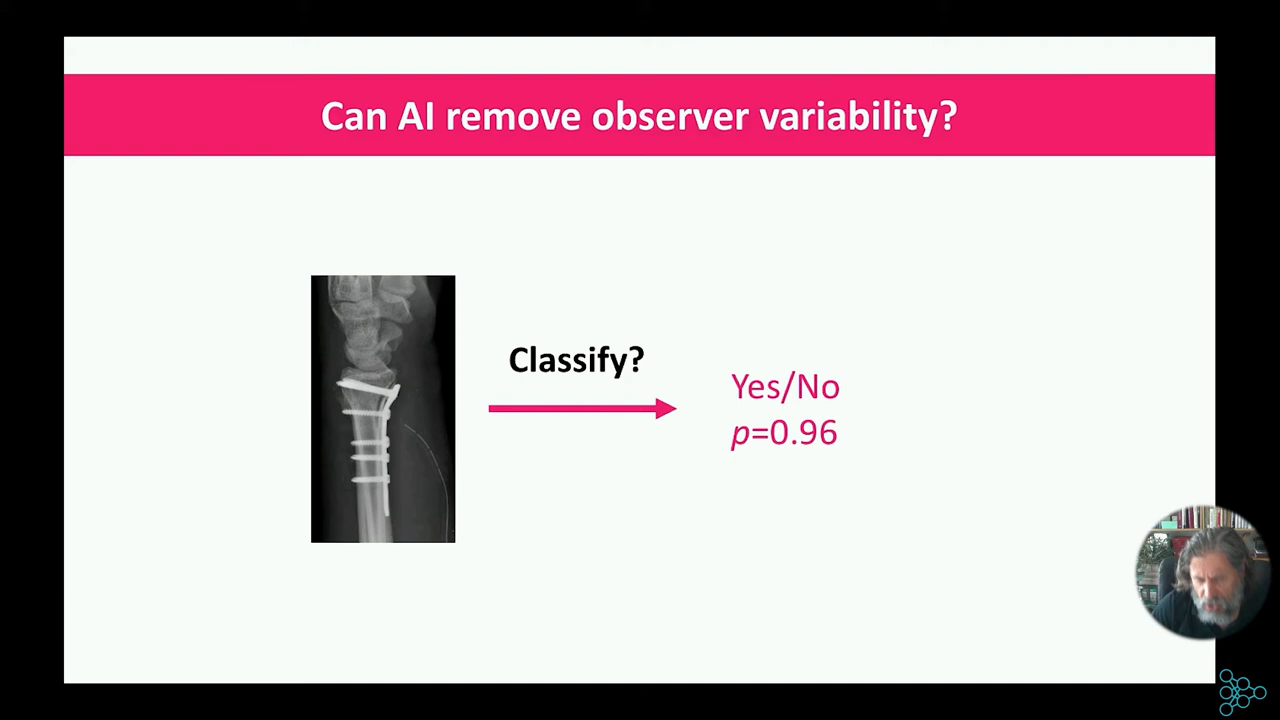 Can AI remove observer variability?
Classify?
Yes/No
p=0.96